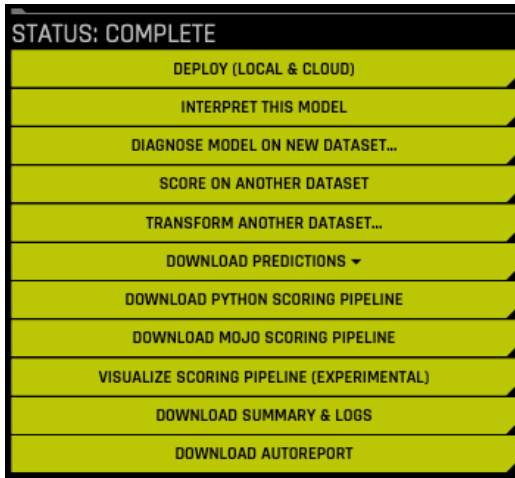 STATUS: COMPLETE
DEPLOY (LOCAL & CLOUD)
INTERPRET THIS MODEL
DIAGNOSE MODEL ON NEW DATASET...
SCORE ON ANOTHER DATASET
TRANSFORM ANOTHER DATASET...
DOWNLOAD PREDICTIONS
DOWNLOAD PYTHON SCORING PIPELINE
DOWNLOAD MOJO SCORING PIPELINE
VISUALIZE SCORING PIPELINE (EXPERIMENTAL)
DOWNLOAD SUMMARY & LOGS
DOWNLOAD AUTOREPORT